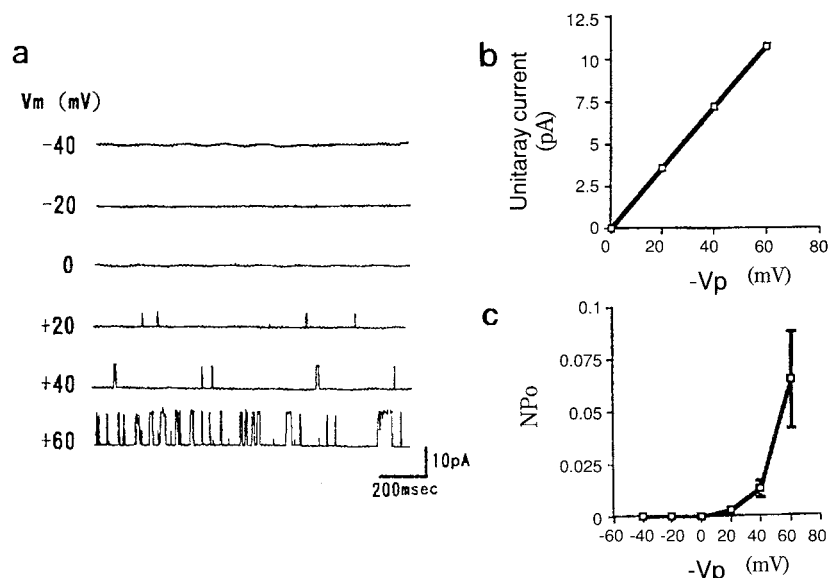 a
Vm (mV)
-40
-20
0
+20
+40
+60
10pA
200msec
b
Unitaray current
(pA)
12.5
10
7.5
5
2.5
0
0 20 40 60 80
-Vp (mV)
c
NPo
0.1
0.075
0.05
0.025
0
-60 -40 -20 0 20 40 60 80
-Vp (mV)